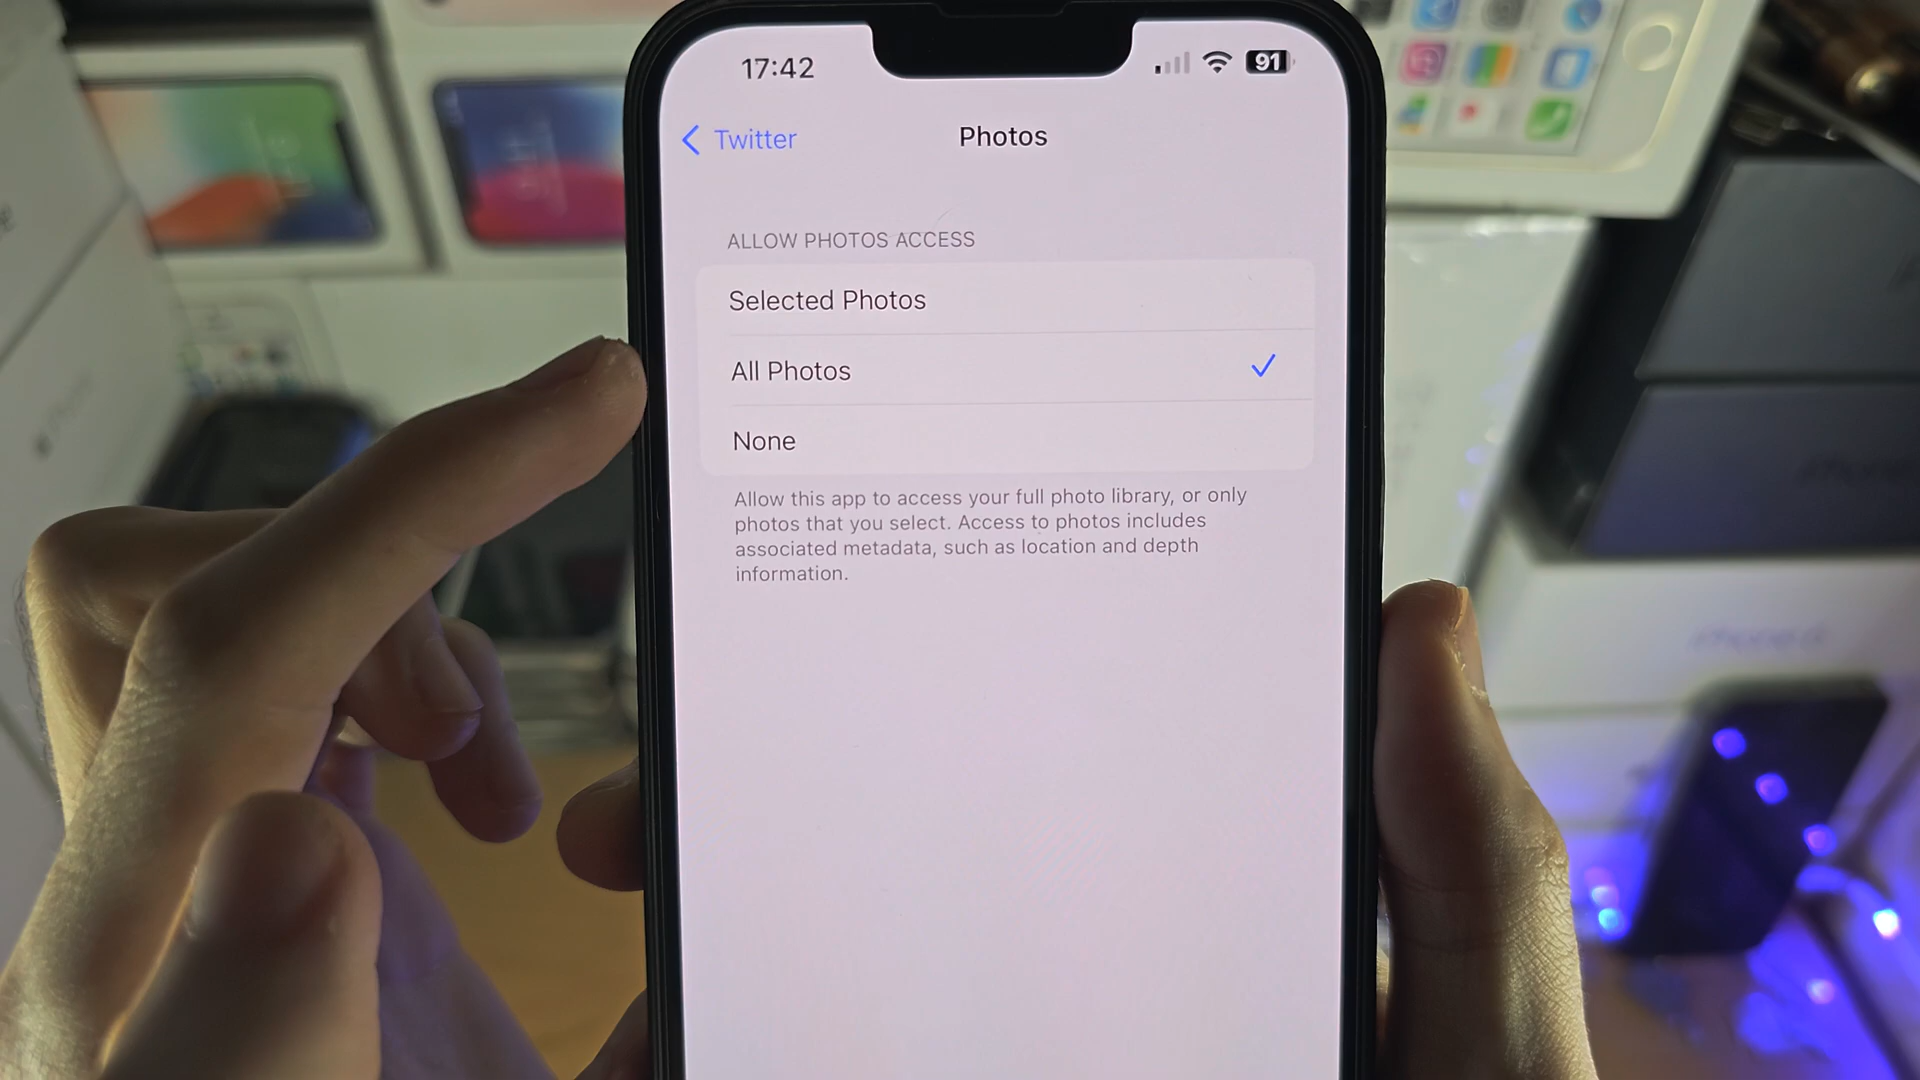 17:42
91
Twitter
Photos
ALLOW PHOTOS ACCESS
Selected Photos
All Photos
None
Allow this app to access your full photo library, or only
photos that you select. Access to photos includes
associated metadata, such as location and depth
information.